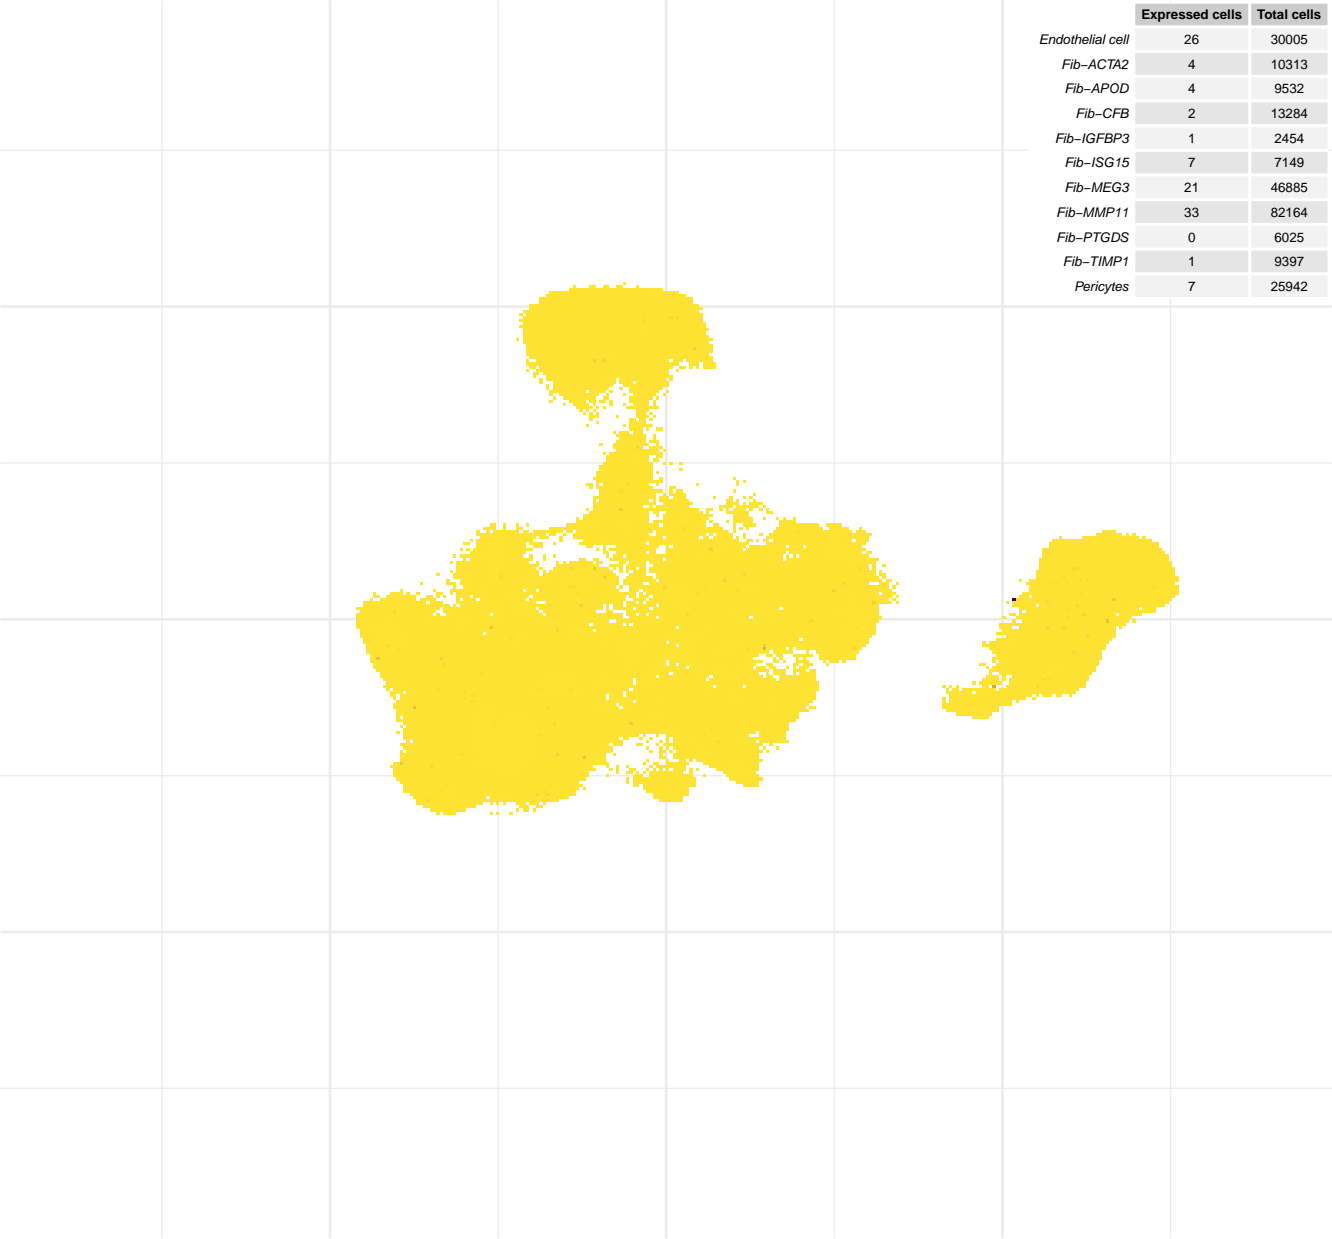 Expressed cells Total cells
Endothelial cell 26 30005
Fib−ACTA2 4 10313
Fib−APOD 4 9532
Fib−CFB 2 13284
Fib−IGFBP3 1 2454
Fib−ISG15 7 7149
Fib−MEG3 21 46885
Fib−MMP11 33 82164
Fib−PTGDS 0 6025
Fib−TIMP1 1 9397
Pericytes 7 25942